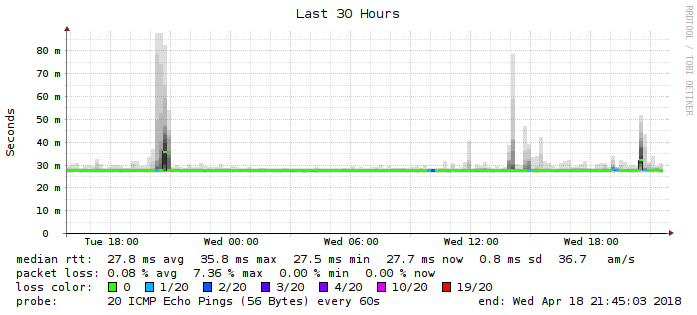 Last 30 Hours
RRDTOOL / TOBI OETIKER
Seconds
80 m
70 m
60 m
50 m
40 m
30 m
20 m
10 m
0
Tue 18:00 Wed 00:00 Wed 06:00 Wed 12:00 Wed 18:00
median rtt: 27.8 ms avg 35.8 ms max 27.5 ms min 27.7 ms now 0.8 ms sd 36.7 am/s
packet loss: 0.08 % avg 7.36 % max 0.00 % min 0.00 % now
loss color: 0 1/20 2/20 3/20 4/20 10/20 19/20
probe: 20 ICMP Echo Pings (56 Bytes) every 60s end: Wed Apr 18 21:45:03 2018